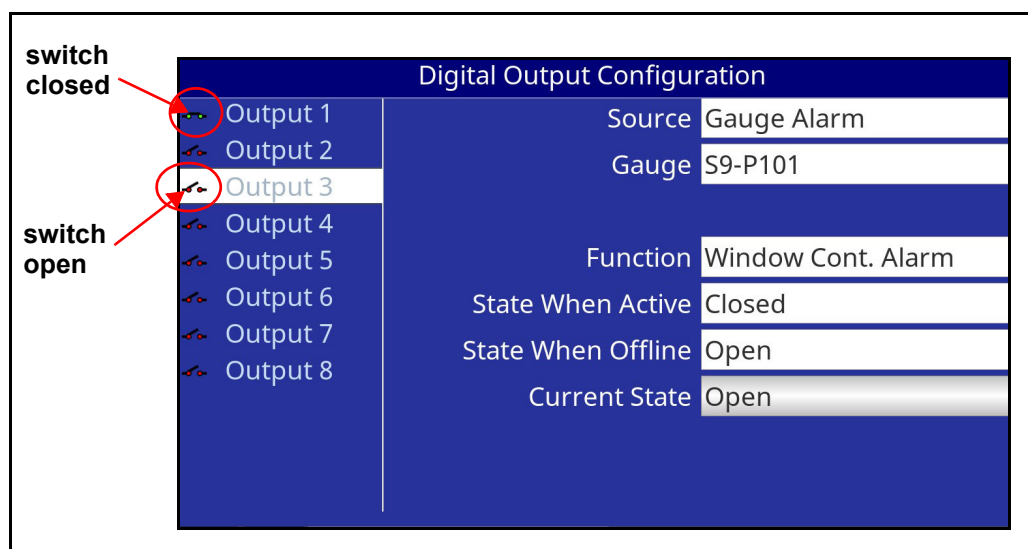 switch
closed
Digital Output Configuration
Output 1
Output 2
Output 3
Output 4
Output 5
Output 6
Output 7
Output 8
switch
open
Source Gauge Alarm
Gauge S9-P101
Function Window Cont. Alarm
State When Active Closed
State When Offline Open
Current State Open